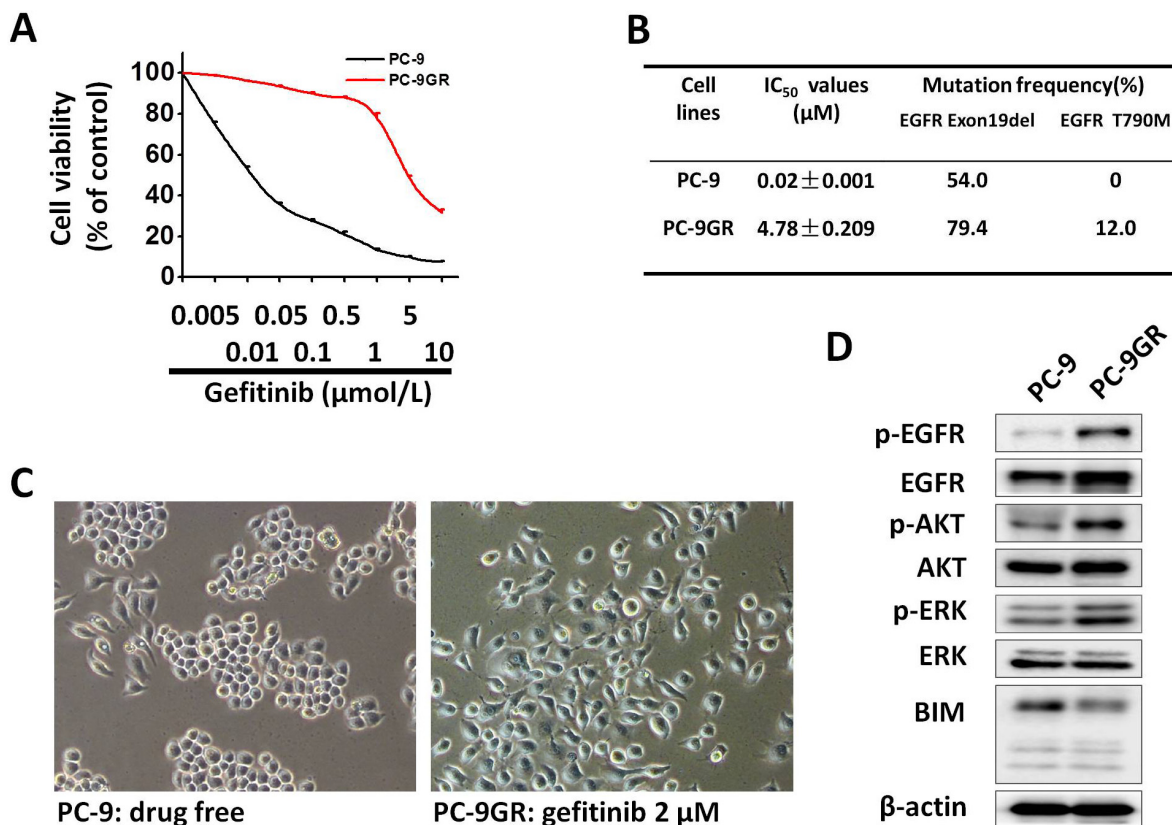 A
PC-9
PC-9GR
100
80
60
40
20
0
Cell viability
(% of control)
0.005 0.05 0.5 5
0.01 0.1 1 10
Gefitinib (μmol/L)
B
Cell lines
IC₅₀ values (μM)
Mutation frequency(%)
EGFR Exon19del EGFR T790M
PC-9 0.02±0.001 54.0 0
PC-9GR 4.78±0.209 79.4 12.0
C
PC-9: drug free
PC-9GR: gefitinib 2 μM
D
PC-9 PC-9GR
p-EGFR
EGFR
p-AKT
AKT
p-ERK
ERK
BIM
β-actin